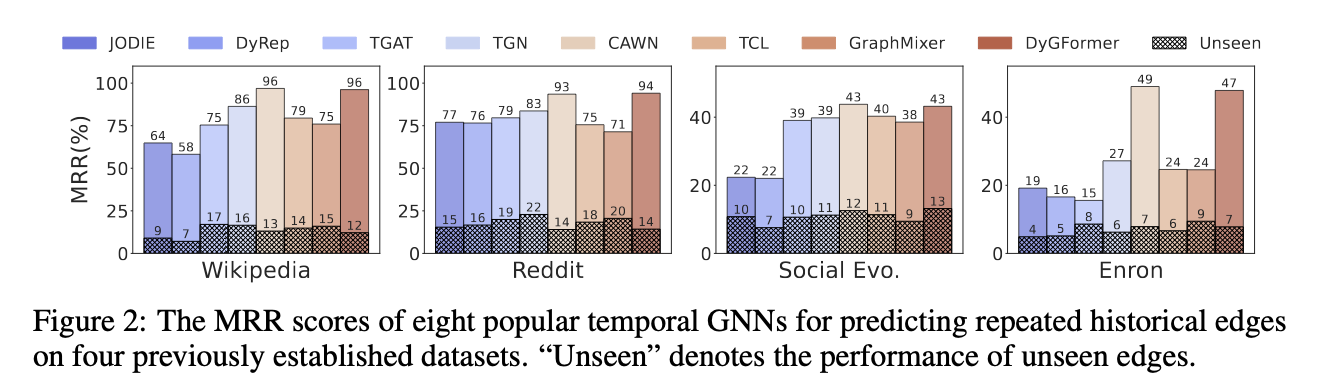 JODIE DyRep TGAT TGN CAWN TCL GraphMixer DyGFormer Unseen
MRR(%)
100
75
50
25
0
64 58 75 86 96 79 75 96
9 7 17 16 13 14 15 12
Wikipedia
100
75
50
25
0
77 76 79 83 93 75 71 94
15 16 19 22 14 18 20 14
Reddit
40
20
0
22 22 39 39 43 40 38 43
10 7 10 11 12 11 9 13
Social Evo.
40
20
0
19 16 15 27 49 24 24 47
4 5 8 6 7 6 9 7
Enron
Figure 2: The MRR scores of eight popular temporal GNNs for predicting repeated historical edges
on four previously established datasets. “Unseen” denotes the performance of unseen edges.